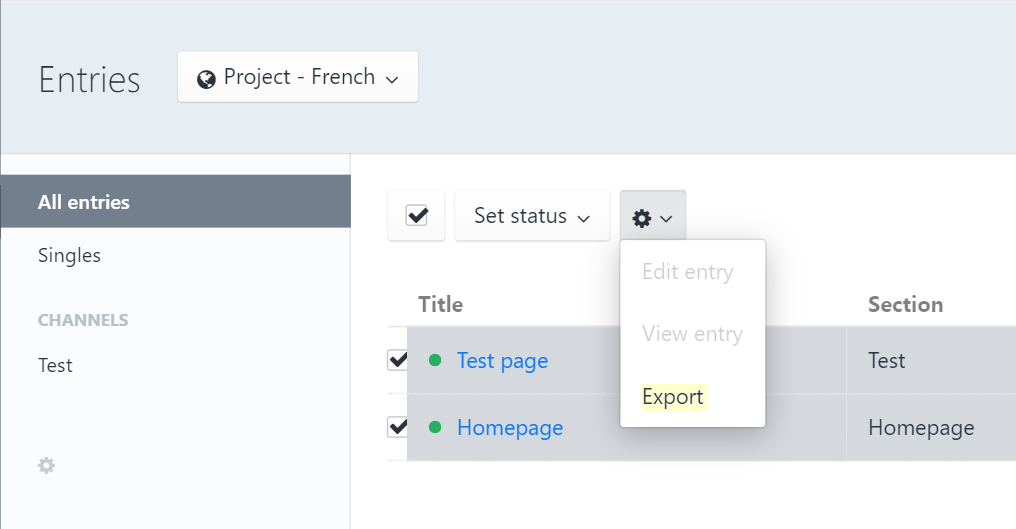 Entries
Project - French
All entries
Singles
CHANNELS
Test
Set status
Edit entry
View entry
Export
Title
Section
Test page
Test
Homepage
Homepage